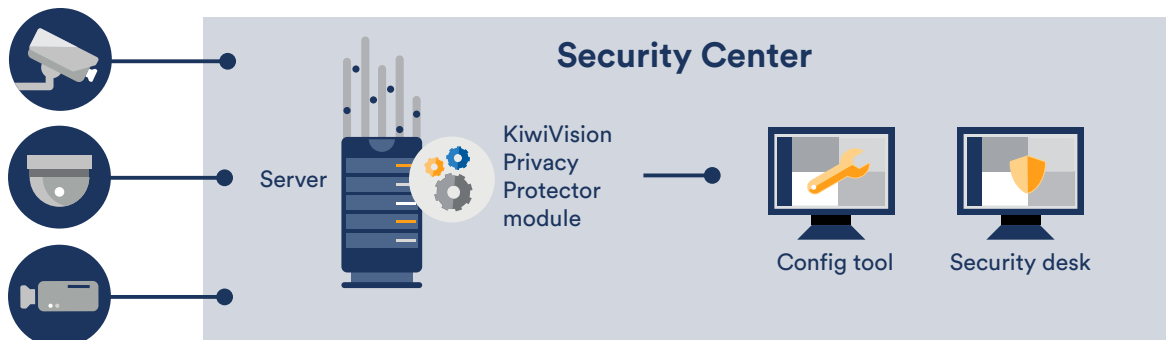 Security Center
Server
KiwiVision
Privacy
Protector
module
Config tool
Security desk